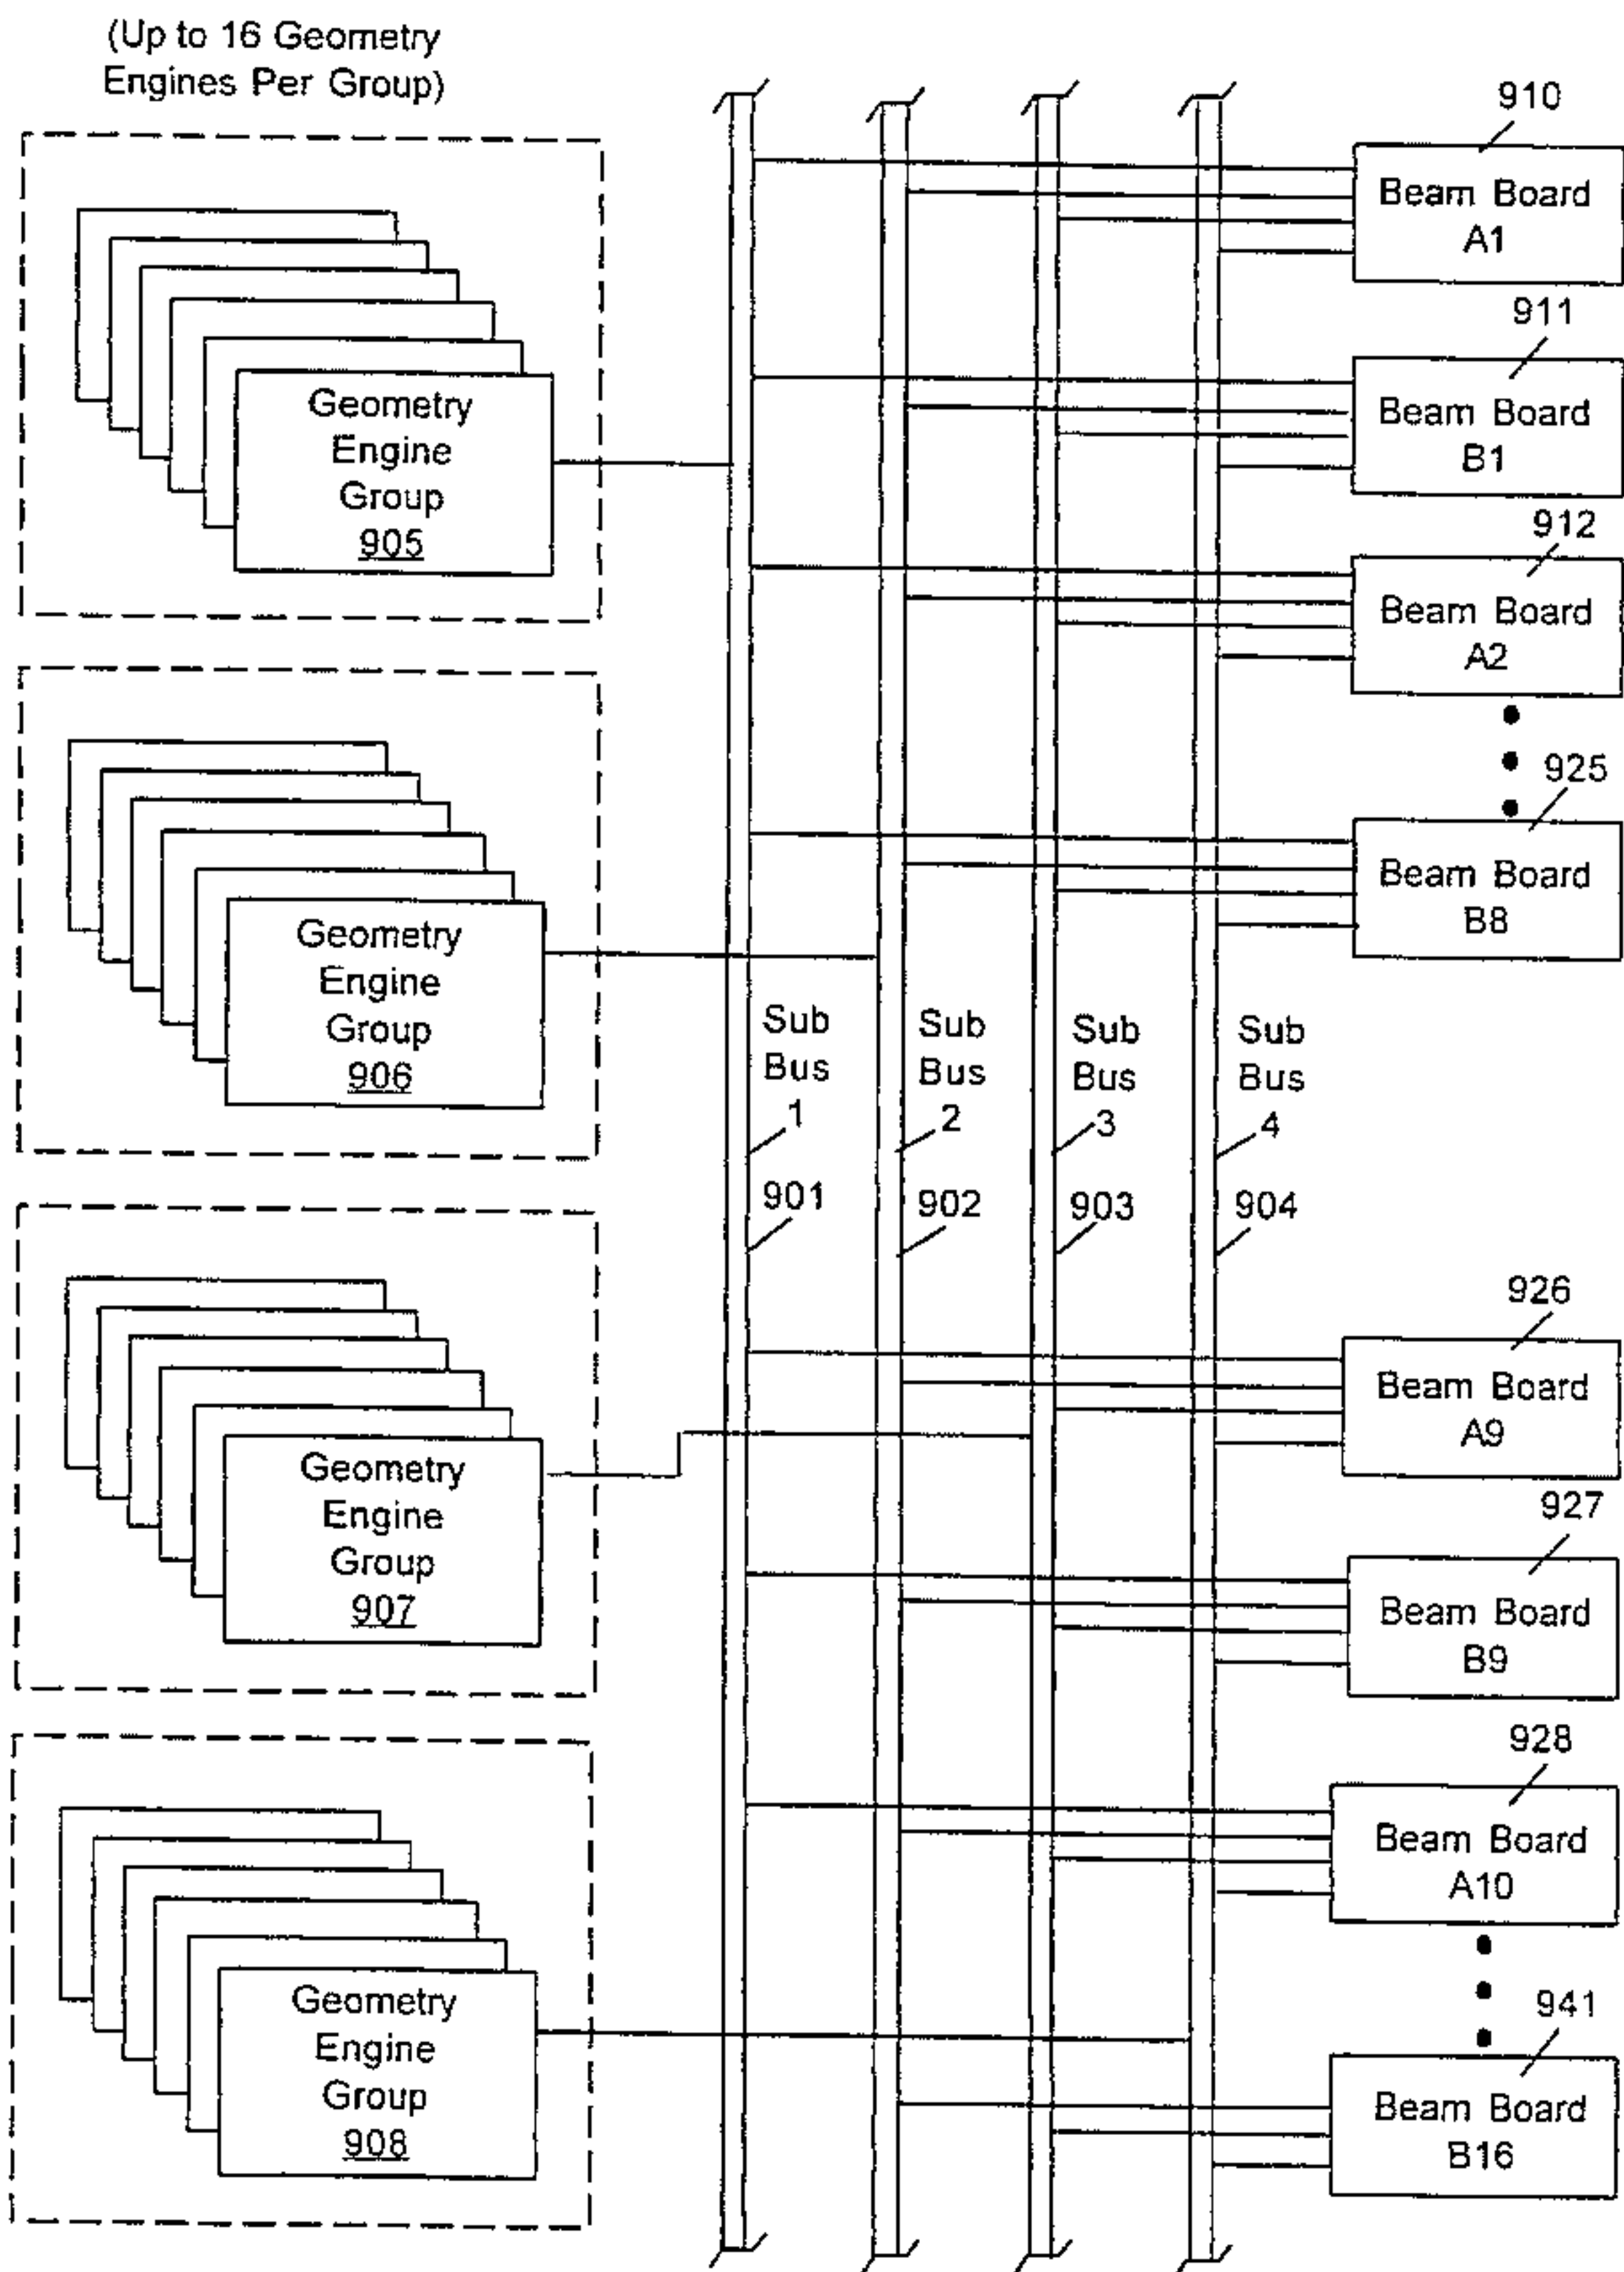 (Up to 16 Geometry
Engines Per Group)
Geometry
Engine
Group
905
Geometry
Engine
Group
906
Geometry
Engine
Group
907
Geometry
Engine
Group
908
Sub
Bus
1
901
Sub
Bus
2
902
Sub
Bus
3
903
Sub
Bus
4
904
910
Beam Board
A1
911
Beam Board
B1
912
Beam Board
A2
925
Beam Board
B8
926
Beam Board
A9
927
Beam Board
B9
928
Beam Board
A10
941
Beam Board
B16